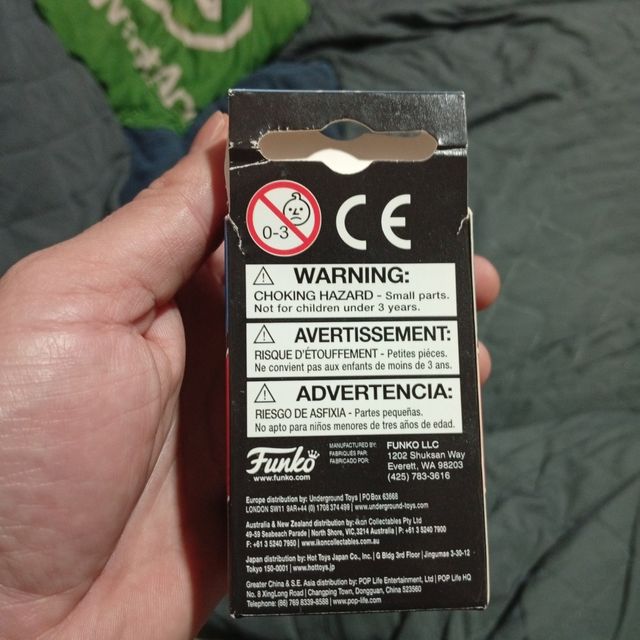 0-3
CE
WARNING:
CHOKING HAZARD - Small parts.
Not for children under 3 years.
AVERTISSEMENT:
RISQUE D'ÉTOUFFEMENT - Petites pièces.
Ne convient pas aux enfants de moins de 3 ans.
ADVERTENCIA:
RIESGO DE ASFIXIA - Partes pequeñas.
No apto para niños menores de tres años de edad.
Funko
www.funko.com
MANUFACTURED BY:
FABRIQUÉS PAR:
FABRICADO POR:
FUNKO LLC
1202 Shuksan Way
Everett, WA 98203
(425) 783-3616
Europe distribution by: Underground Toys | PO Box 63668
LONDON SW11 9AR+44 (0) 1708 374 499 | www.underground-toys.com
Australia & New Zealand distribution by: ikon Collectables Pty Ltd
49-59 Seabeach Parade | North Shore, VIC,3214 Australia | P: +61 3 5240 7900
F: +61 3 5240 7950 | www.ikoncollectables.com.au
Japan distribution by: Hot Toys Japan Co., Inc. | G Bldg 3rd Floor | Jingumae 3-30-12
Tokyo 150-0001 | www.hottoys.jp
Greater China & S.E. Asia distribution by: POP Life Entertainment, Ltd | POP Life HQ
No. 8 XingLong Road | Changping Town, Dongguan, China 523560
Telephone: (86) 769 8339-8588 | www.pop-life.com